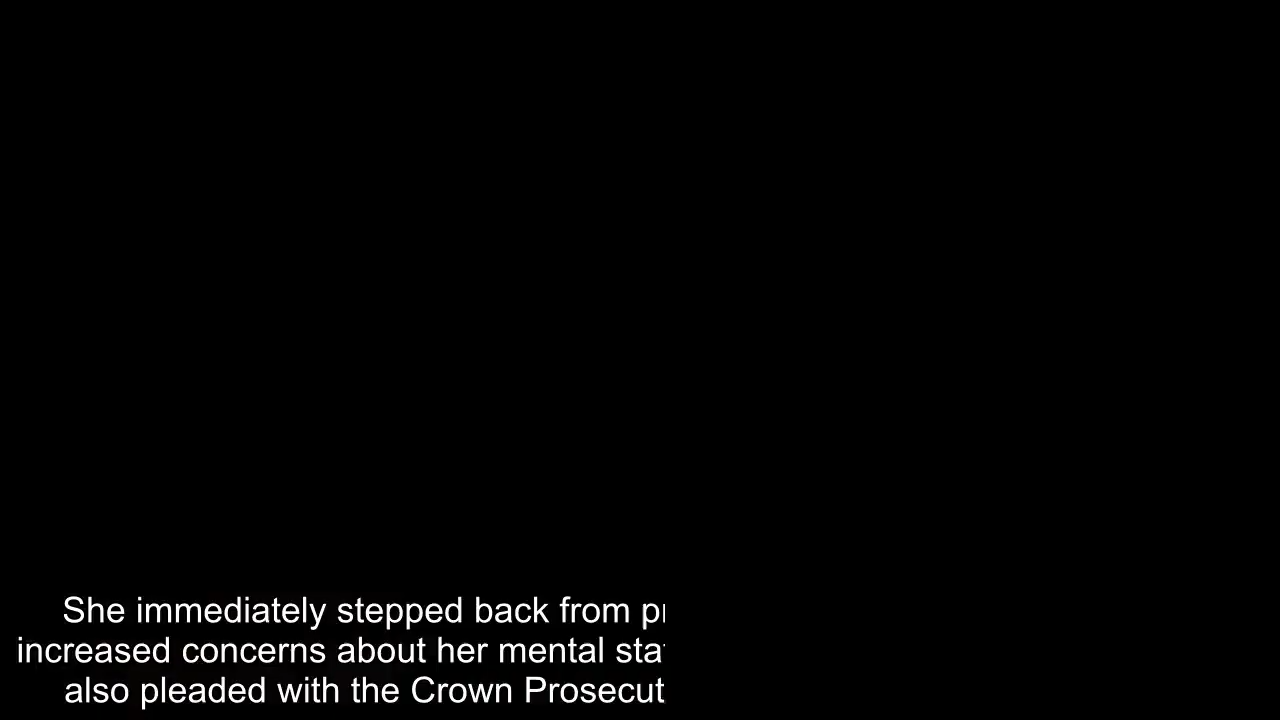 She immediately stepped back from
increased concerns about her mental
also pleaded with the Crown